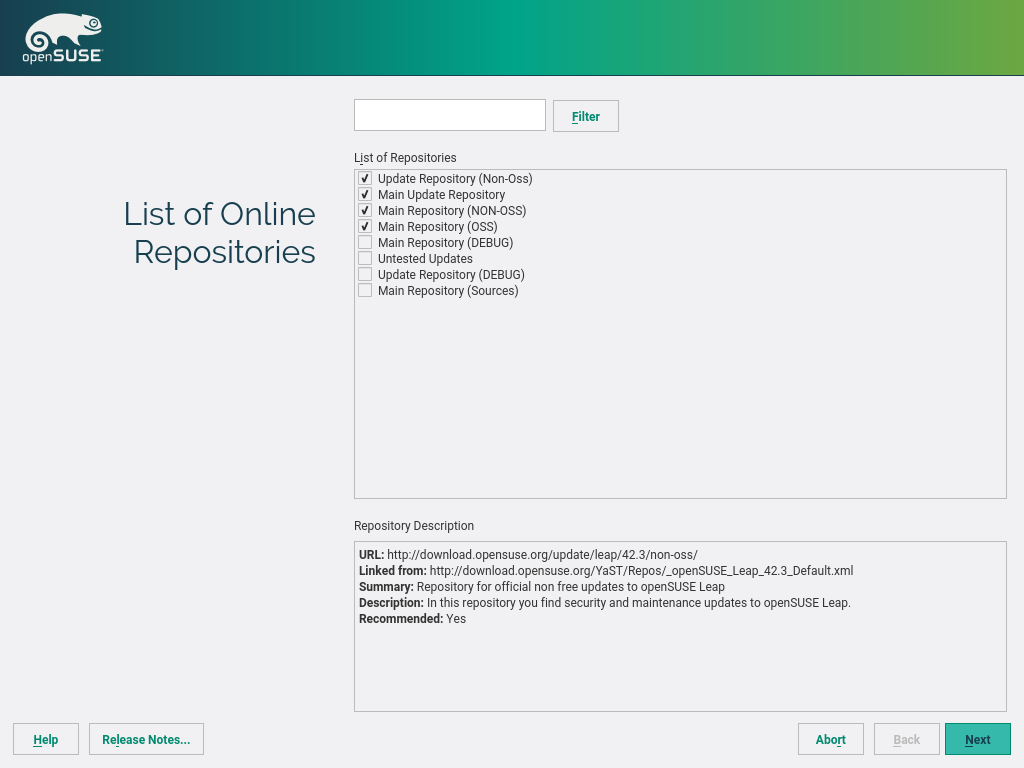 openSUSE
Filter
List of Repositories
List of Online
Repositories
Update Repository (Non-Oss)
Main Update Repository
Main Repository (NON-OSS)
Main Repository (OSS)
Main Repository (DEBUG)
Untested Updates
Update Repository (DEBUG)
Main Repository (Sources)
Repository Description
URL: http://download.opensuse.org/update/leap/42.3/non-oss/
Linked from: http://download.opensuse.org/YaST/Repos/_openSUSE_Leap_42.3_Default.xml
Summary: Repository for official non free updates to openSUSE Leap
Description: In this repository you find security and maintenance updates to openSUSE Leap.
Recommended: Yes
Help
Release Notes...
Abort
Back
Next